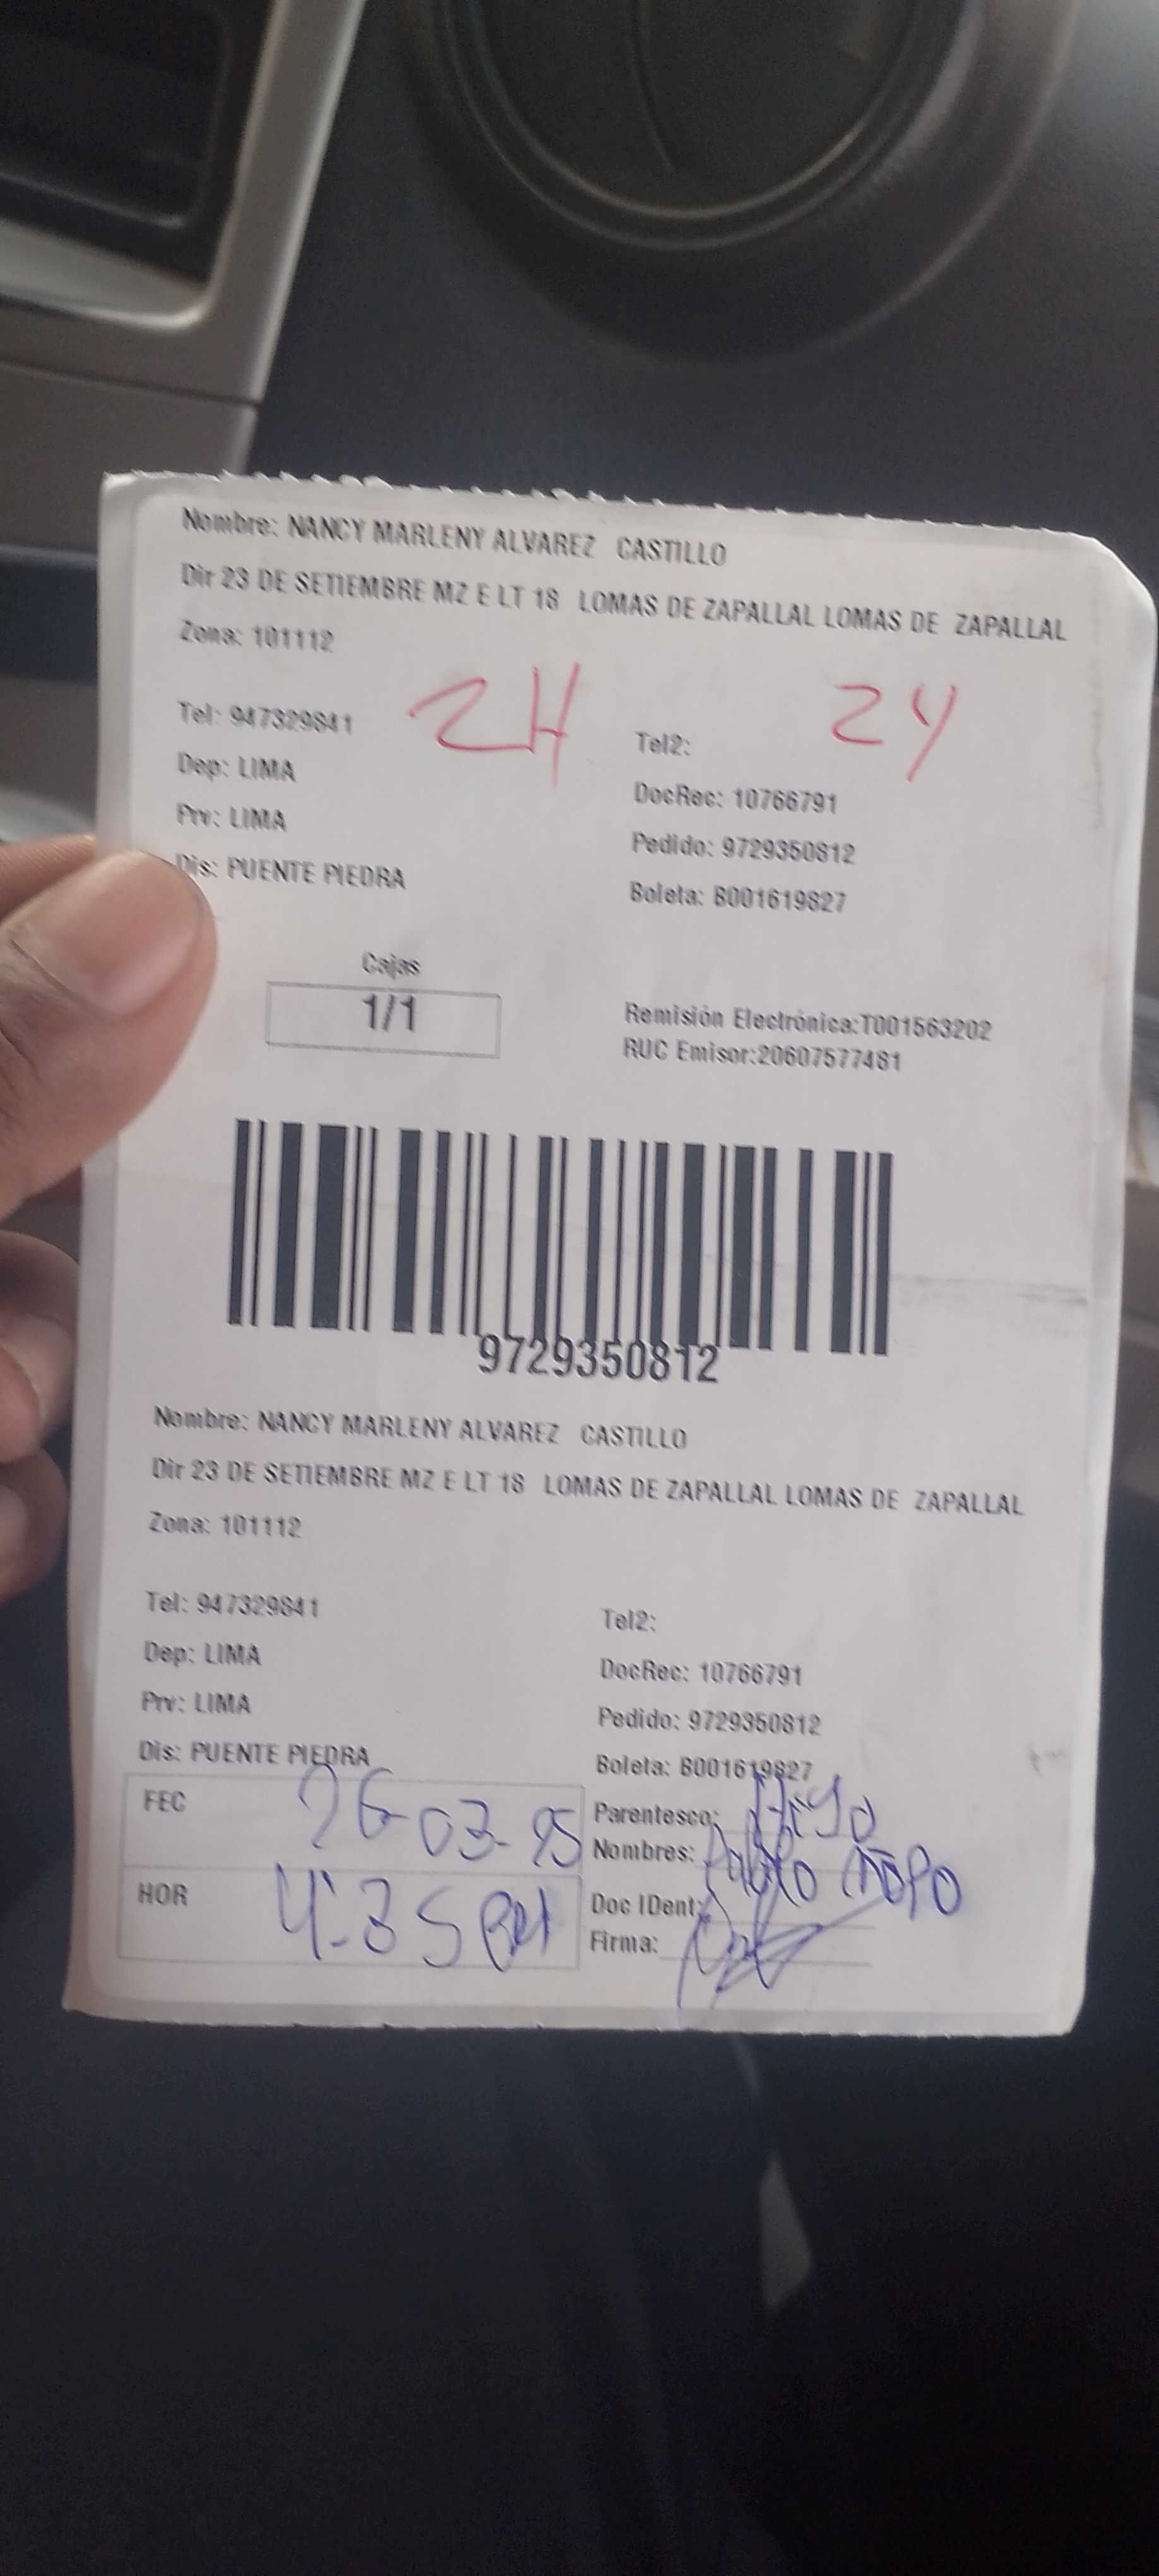 Nombre: NANCY MARLENY ALVAREZ CASTILLO
Dir 23 DE SETIEMBRE MZ E LT 18 LOMAS DE ZAPALLAL LOMAS DE ZAPALLAL
Zona: 101112
2H
2Y
Tel: 947329841
Tel2:
Dep: LIMA
DocRec: 10766791
Prv: LIMA
Pedido: 9729350812
Dis: PUENTE PIEDRA
Boleta: B001619827
Cajas
1/1
Remisión Electrónica:T001563202
RUC Emisor:20607577481
9729350812
Nombre: NANCY MARLENY ALVAREZ CASTILLO
Dir 23 DE SETIEMBRE MZ E LT 18 LOMAS DE ZAPALLAL LOMAS DE ZAPALLAL
Zona: 101112
Tel: 947329841
Tel2:
Dep: LIMA
DocRec: 10766791
Prv: LIMA
Pedido: 9729350812
Dis: PUENTE PIEDRA
Boleta: B001619827
FEC 26-03-25
Parentesco:
Nombres: Pablo
HOR 4:35
Doc IDent:
Firma: